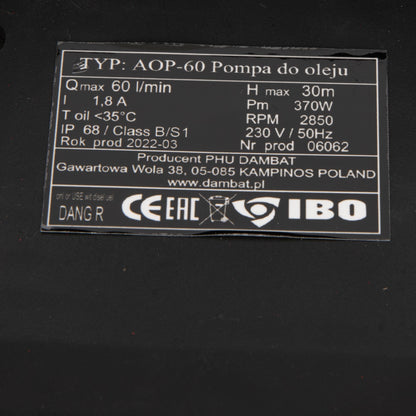 TYP: AOP-60 Pompa do oleju
Qmax 60 l/min H max 30m
I 1,8 A Pm 370W
T oil <35°C RPM 2850
IP 68 / Class B/S1 230 V / 50Hz
Rok prod 2022-03 Nr prod 06062
Producent PHU DAMBAT
Gawartowa Wola 38, 05-085 KAMPINOS POLAND
www.dambat.pl
DANG R
CE EAC IBO